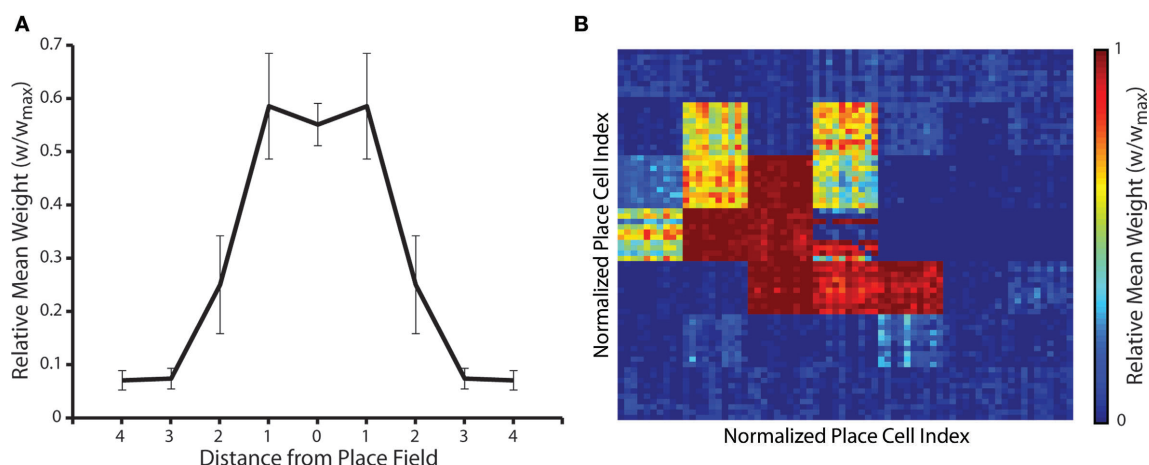 A
Relative Mean Weight (w/wmax)
0.7
0.6
0.5
0.4
0.3
0.2
0.1
0
4 3 2 1 0 1 2 3 4
Distance from Place Field
B
Normalized Place Cell Index
Normalized Place Cell Index
1
0
Relative Mean Weight (w/wmax)